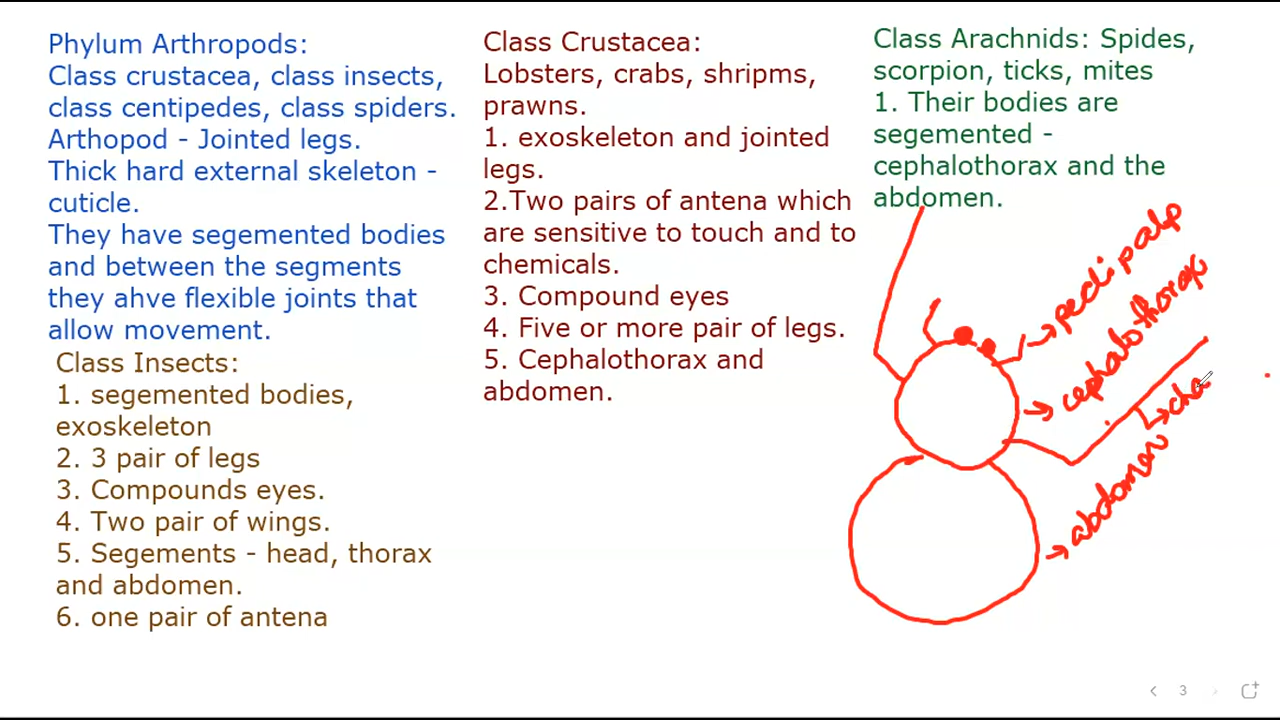 Phylum Arthropods:
Class crustacea, class insects,
class centipedes, class spiders.
Arthopod - Jointed legs.
Thick hard external skeleton -
cuticle.
They have segemented bodies
and between the segments
they ahve flexible joints that
allow movement.
Class Insects:
1. segemented bodies,
exoskeleton
2. 3 pair of legs
3. Compounds eyes.
4. Two pair of wings.
5. Segements - head, thorax
and abdomen.
6. one pair of antena
Class Crustacea:
Lobsters, crabs, shripms,
prawns.
1. exoskeleton and jointed
legs.
2.Two pairs of antena which
are sensitive to touch and to
chemicals.
3. Compound eyes
4. Five or more pair of legs.
5. Cephalothorax and
abdomen.
Class Arachnids: Spides,
scorpion, ticks, mites
1. Their bodies are
segemented -
cephalothorax and the
abdomen.
pedipalp
cephalothorax
cha
abdomen
3